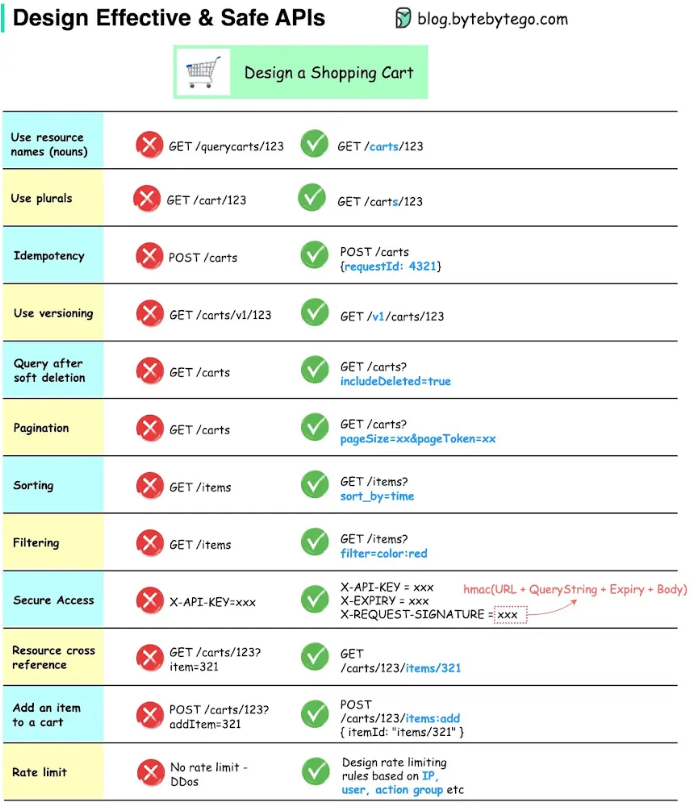 Design Effective & Safe APIs
blog.bytebytego.com
Design a Shopping Cart
Use resource
names (nouns)
GET /querycarts/123
GET /carts/123
Use plurals
GET /cart/123
GET /carts/123
Idempotency
POST /carts
POST /carts
{requestId: 4321}
Use versioning
GET /carts/v1/123
GET /v1/carts/123
Query after
soft deletion
GET /carts
GET /carts?
includeDeleted=true
Pagination
GET /carts
GET /carts?
pageSize=xx&pageToken=xx
Sorting
GET /items
GET /items?
sort_by=time
Filtering
GET /items
GET /items?
filter=color:red
Secure Access
X-API-KEY=xxx
X-API-KEY = xxx
X-EXPIRY = xxx
X-REQUEST-SIGNATURE = xxx
hmac(URL + QueryString + Expiry + Body)
Resource cross
reference
GET /carts/123?
item=321
GET
/carts/123/items/321
Add an item
to a cart
POST /carts/123?
addItem=321
POST
/carts/123/items:add
{ itemId: "items/321" }
Rate limit
No rate limit -
DDos
Design rate limiting
rules based on IP,
user, action group etc